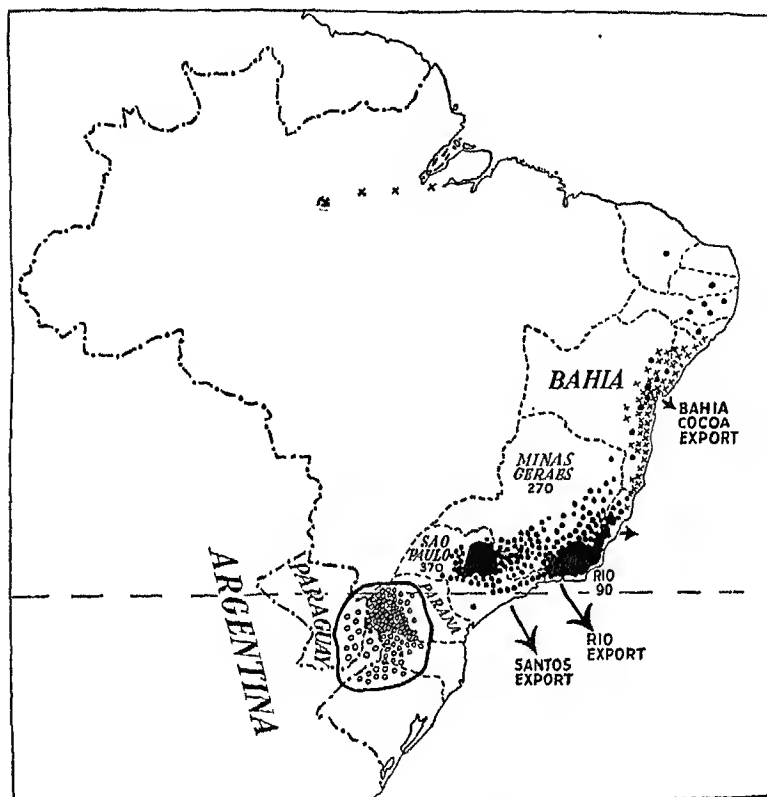 BAHIA
BAHIA
COCOA
EXPORT
MINAS
GERAES
270
SAO
PAULO
370
PARANA
RIO
90
ARGENTINA
PARAGUAY
RIO
EXPORT
SANTOS
EXPORT